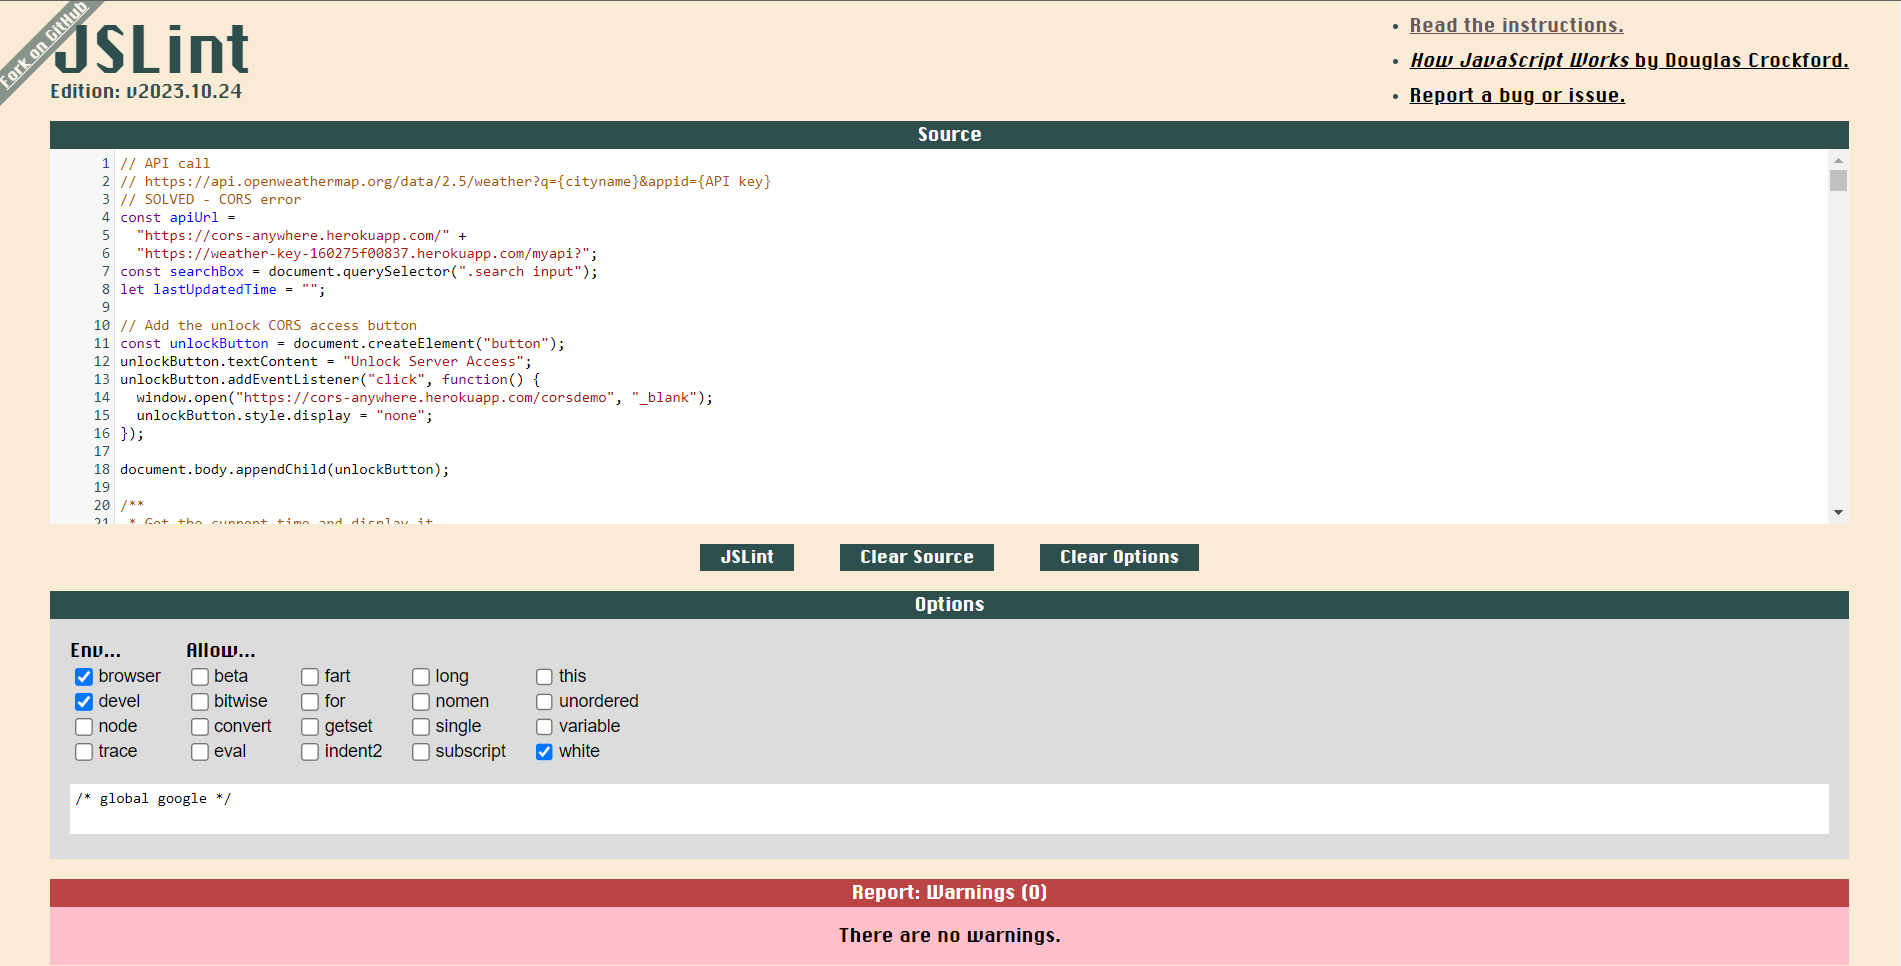 Fork on GitHub
JSLint
Edition: v2023.10.24
Read the instructions.
How JavaScript Works by Douglas Crockford.
Report a bug or issue.
Source
1 // API call
2 // https://api.openweathermap.org/data/2.5/weather?q={cityname}&appid={API key}
3 // SOLVED - CORS error
4 const apiUrl =
5   "https://cors-anywhere.herokuapp.com/" +
6   "https://weather-key-160275f00837.herokuapp.com/myapi?";
7 const searchBox = document.querySelector(".search input");
8 let lastUpdatedTime = "";
9
10 // Add the unlock CORS access button
11 const unlockButton = document.createElement("button");
12 unlockButton.textContent = "Unlock Server Access";
13 unlockButton.addEventListener("click", function() {
14   window.open("https://cors-anywhere.herokuapp.com/corsdemo", "_blank");
15   unlockButton.style.display = "none";
16 });
17
18 document.body.appendChild(unlockButton);
19
20 /**
21  * Get the current time and display it
JSLint Clear Source Clear Options
Options
Env... Allow...
browser beta fart long this
devel bitwise for nomen unordered
node convert getset single variable
trace eval indent2 subscript white
/* global google */
Report: Warnings (0)
There are no warnings.